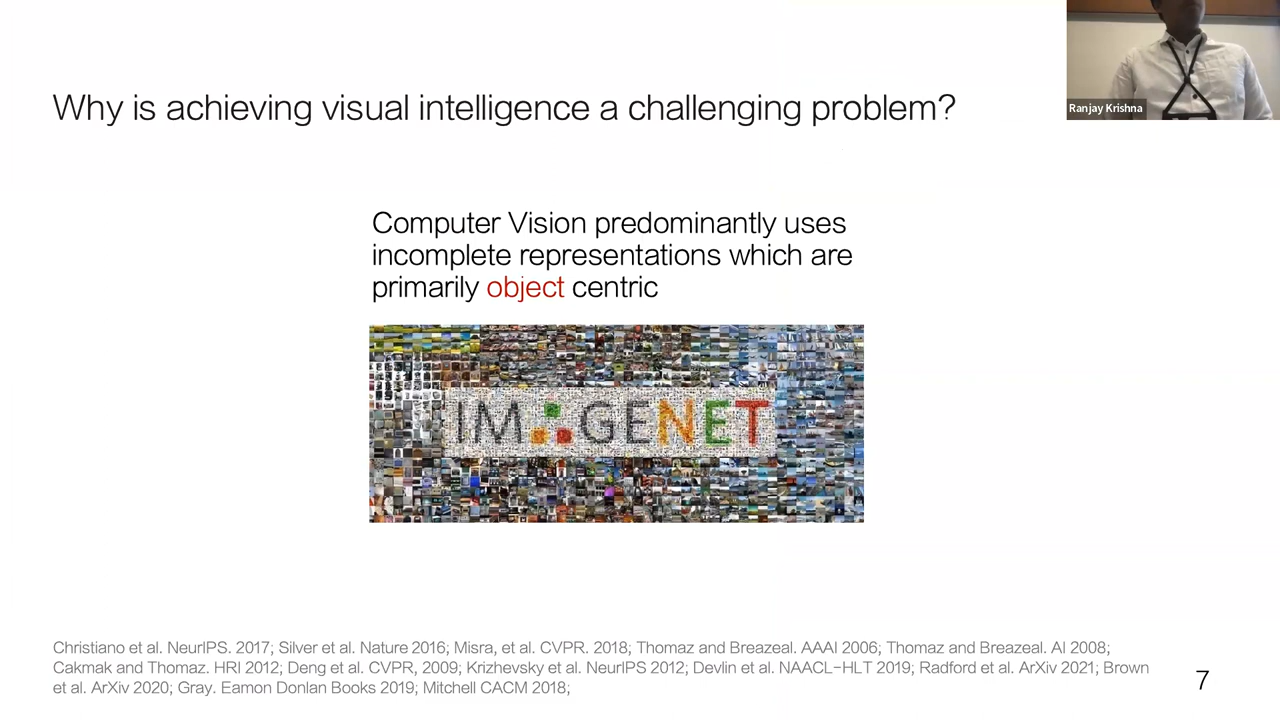 Ranjay Krishna
Why is achieving visual intelligence a challenging problem?
Computer Vision predominantly uses
incomplete representations which are
primarily object centric
IM GENET
Christiano et al. NeurIPS. 2017; Silver et al. Nature 2016; Misra, et al. CVPR. 2018; Thomaz and Breazeal. AAAI 2006; Thomaz and Breazeal. AI 2008;
Cakmak and Thomaz. HRI 2012; Deng et al. CVPR, 2009; Krizhevsky et al. NeurIPS 2012; Devlin et al. NAACL-HLT 2019; Radford et al. ArXiv 2021; Brown
et al. ArXiv 2020; Gray. Eamon Donlan Books 2019; Mitchell CACM 2018;
7